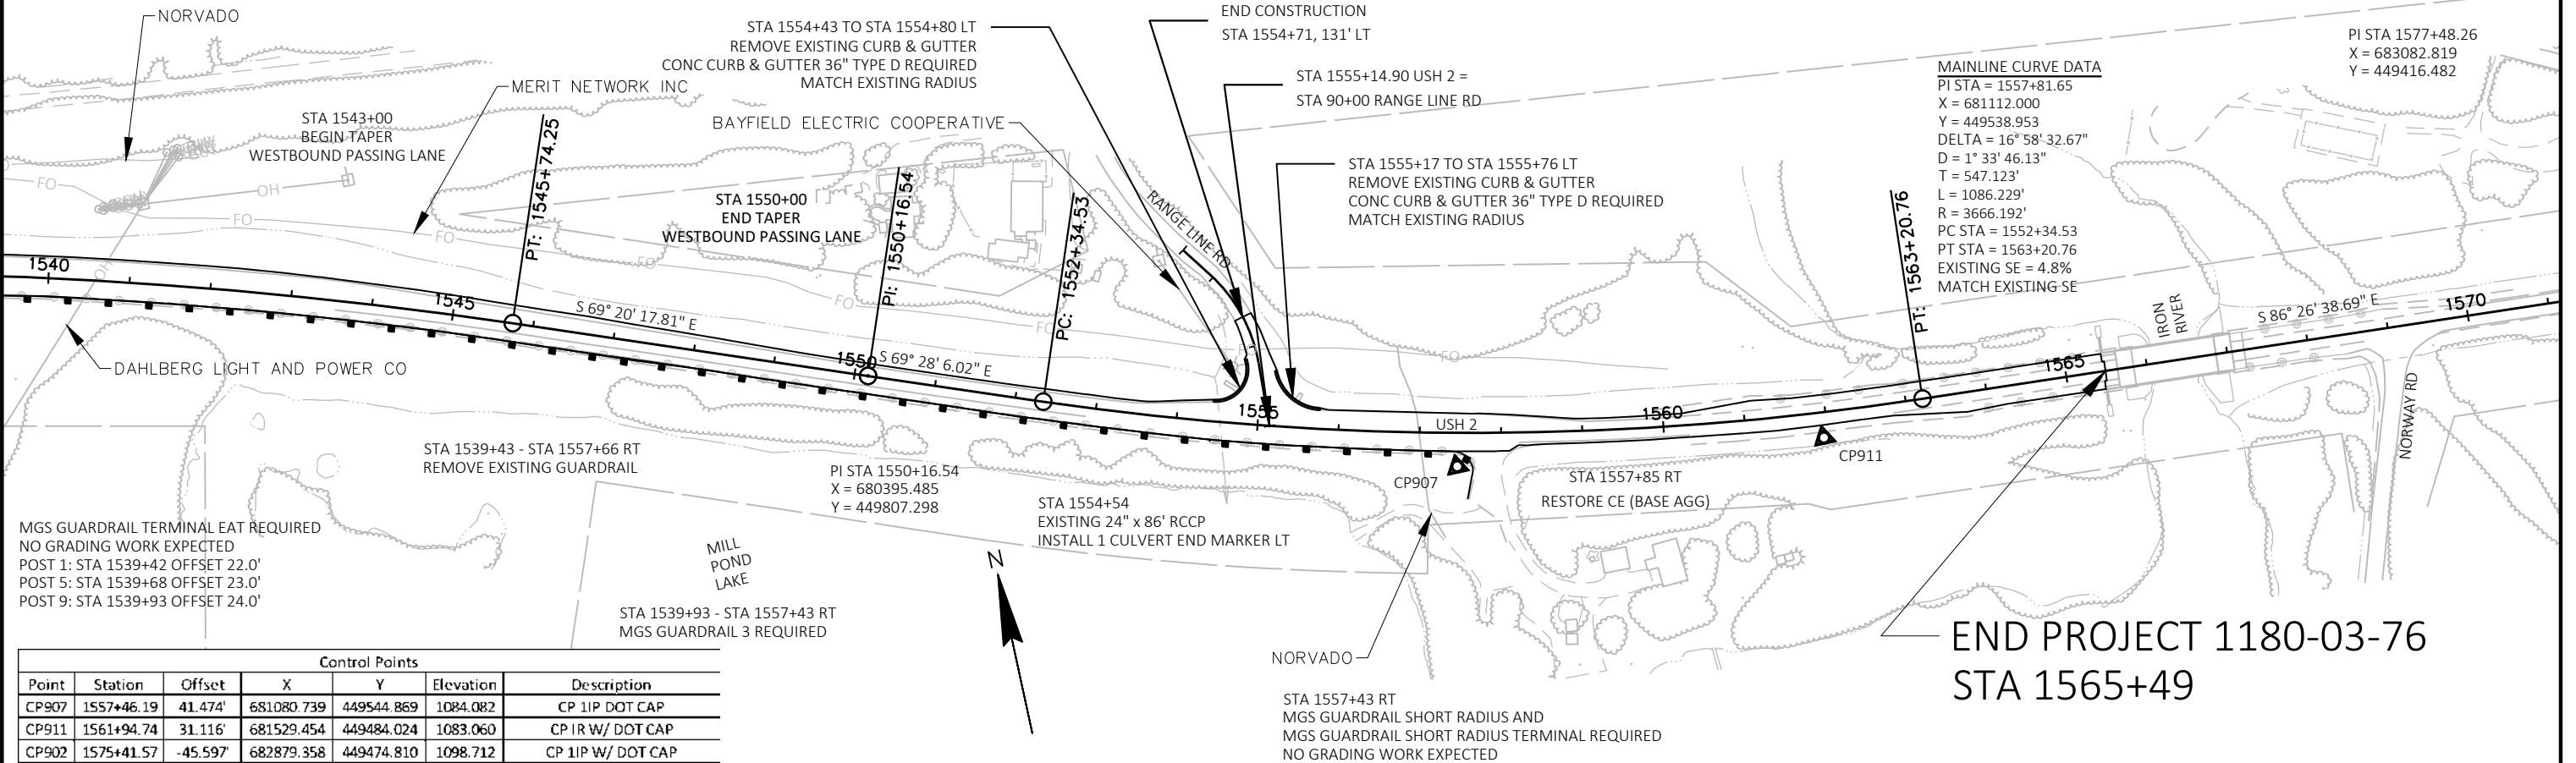 NORVADO
STA 1554+43 TO STA 1554+80 LT
REMOVE EXISTING CURB & GUTTER
CONC CURB & GUTTER 36" TYPE D REQUIRED
MATCH EXISTING RADIUS
END CONSTRUCTION
STA 1554+71, 131' LT
STA 1555+14.90 USH 2 =
STA 90+00 RANGE LINE RD
PI STA 1577+48.26
X = 683082.819
Y = 449416.482
MAINLINE CURVE DATA
PI STA = 1557+81.65
X = 681112.000
Y = 449538.953
DELTA = 16° 58' 32.67"
D = 1° 33' 46.13"
T = 547.123'
L = 1086.229'
R = 3666.192'
PC STA = 1552+34.53
PT STA = 1563+20.76
EXISTING SE = 4.8%
MATCH EXISTING SE
MERIT NETWORK INC
STA 1543+00
BEGIN TAPER
WESTBOUND PASSING LANE
BAYFIELD ELECTRIC COOPERATIVE
STA 1555+17 TO STA 1555+76 LT
REMOVE EXISTING CURB & GUTTER
CONC CURB & GUTTER 36" TYPE D REQUIRED
MATCH EXISTING RADIUS
STA 1550+00
END TAPER
WESTBOUND PASSING LANE
PT: 1545+74.25
PI: 1550+16.54
PC: 1552+34.53
RANGE LINE RD
PT: 1563+20.76
FO
OH
FO
FO
FO
FO
FO
FO
FO
OH
1540
1545
S 69° 20' 17.81" E
1550
S 69° 28' 6.02" E
1555
USH 2
1560
1565
IRON
RIVER
S 86° 26' 38.69" E
1570
NORWAY RD
DAHLBERG LIGHT AND POWER CO
STA 1539+43 - STA 1557+66 RT
REMOVE EXISTING GUARDRAIL
PI STA 1550+16.54
X = 680395.485
Y = 449807.298
STA 1554+54
EXISTING 24" x 86' RCCP
INSTALL 1 CULVERT END MARKER LT
CP907
STA 1557+85 RT
RESTORE CE (BASE AGG)
CP911
MGS GUARDRAIL TERMINAL EAT REQUIRED
NO GRADING WORK EXPECTED
POST 1: STA 1539+42 OFFSET 22.0'
POST 5: STA 1539+68 OFFSET 23.0'
POST 9: STA 1539+93 OFFSET 24.0'
MILL
POND
LAKE
STA 1539+93 - STA 1557+43 RT
MGS GUARDRAIL 3 REQUIRED
N
NORVADO
STA 1557+43 RT
MGS GUARDRAIL SHORT RADIUS AND
MGS GUARDRAIL SHORT RADIUS TERMINAL REQUIRED
NO GRADING WORK EXPECTED
END PROJECT 1180-03-76
STA 1565+49
Control Points
Point Station Offset X Y Elevation Description
CP907 1557+46.19 41.474' 681080.739 449544.869 1084.082 CP 1IP DOT CAP
CP911 1561+94.74 31.116' 681529.454 449484.024 1083.060 CP IR W/ DOT CAP
CP902 1575+41.57 -45.597' 682879.358 449474.810 1098.712 CP 1IP W/ DOT CAP